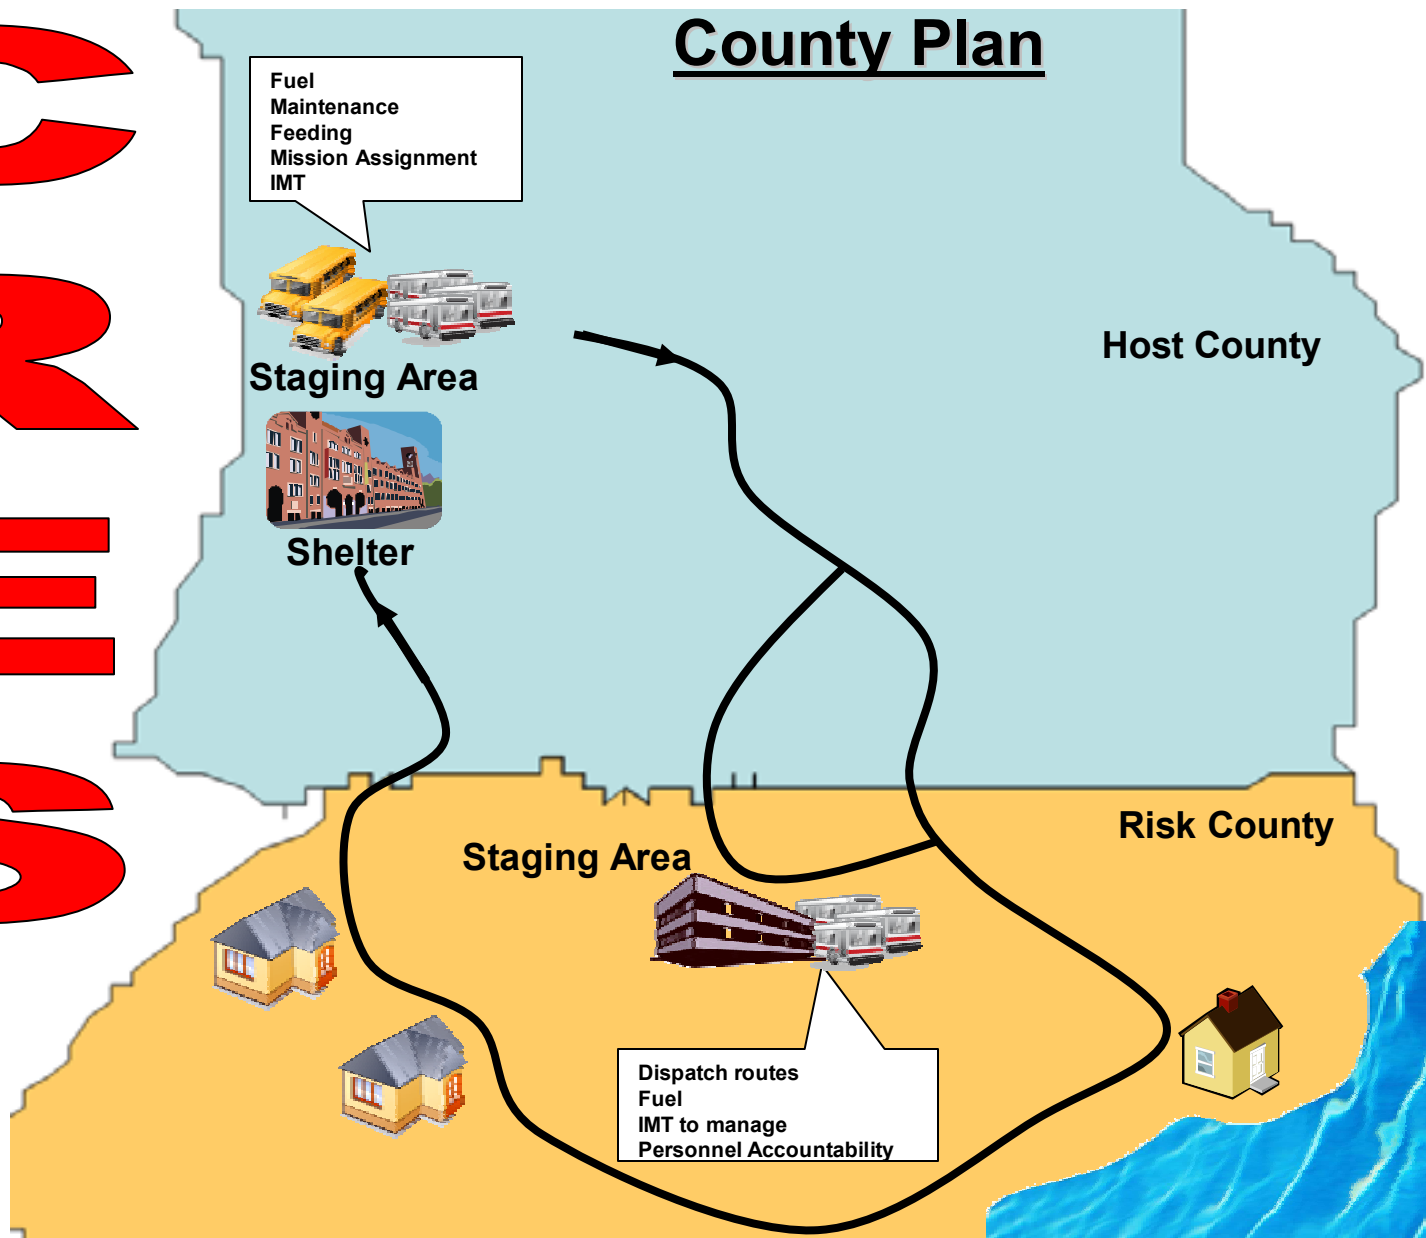 County Plan
Fuel
Maintenance
Feeding
Mission Assignment
IMT
Staging Area
Host County
Shelter
Risk County
Staging Area
Dispatch routes
Fuel
IMT to manage
Personnel Accountability
C
R
E
S